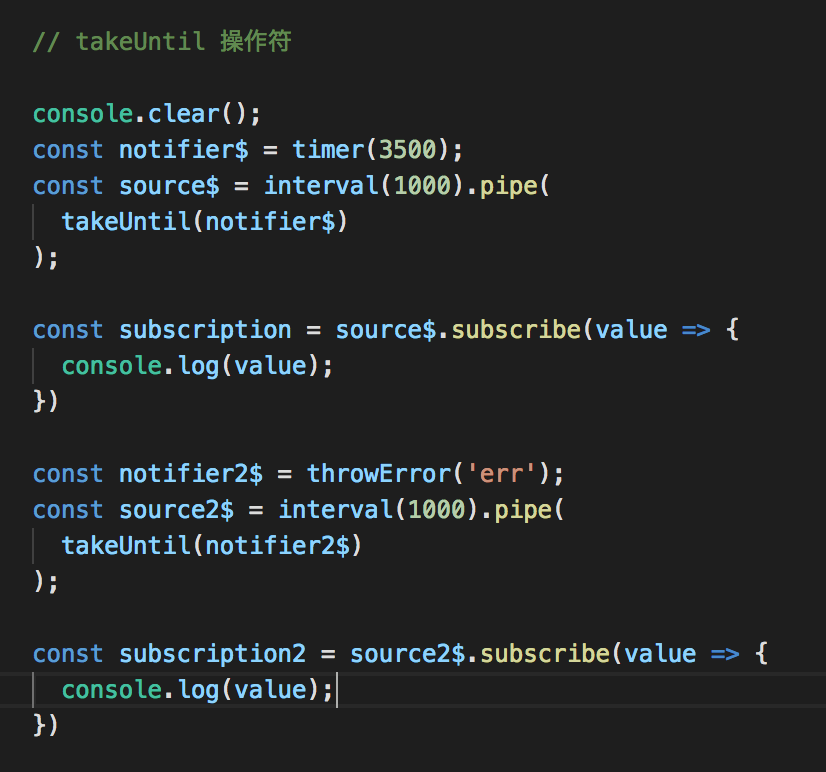 // takeUntil 操作符
console.clear();
const notifier$ = timer(3500);
const source$ = interval(1000).pipe(
  takeUntil(notifier$)
);
const subscription = source$.subscribe(value => {
  console.log(value);
})
const notifier2$ = throwError('err');
const source2$ = interval(1000).pipe(
  takeUntil(notifier2$)
);
const subscription2 = source2$.subscribe(value => {
  console.log(value);
})